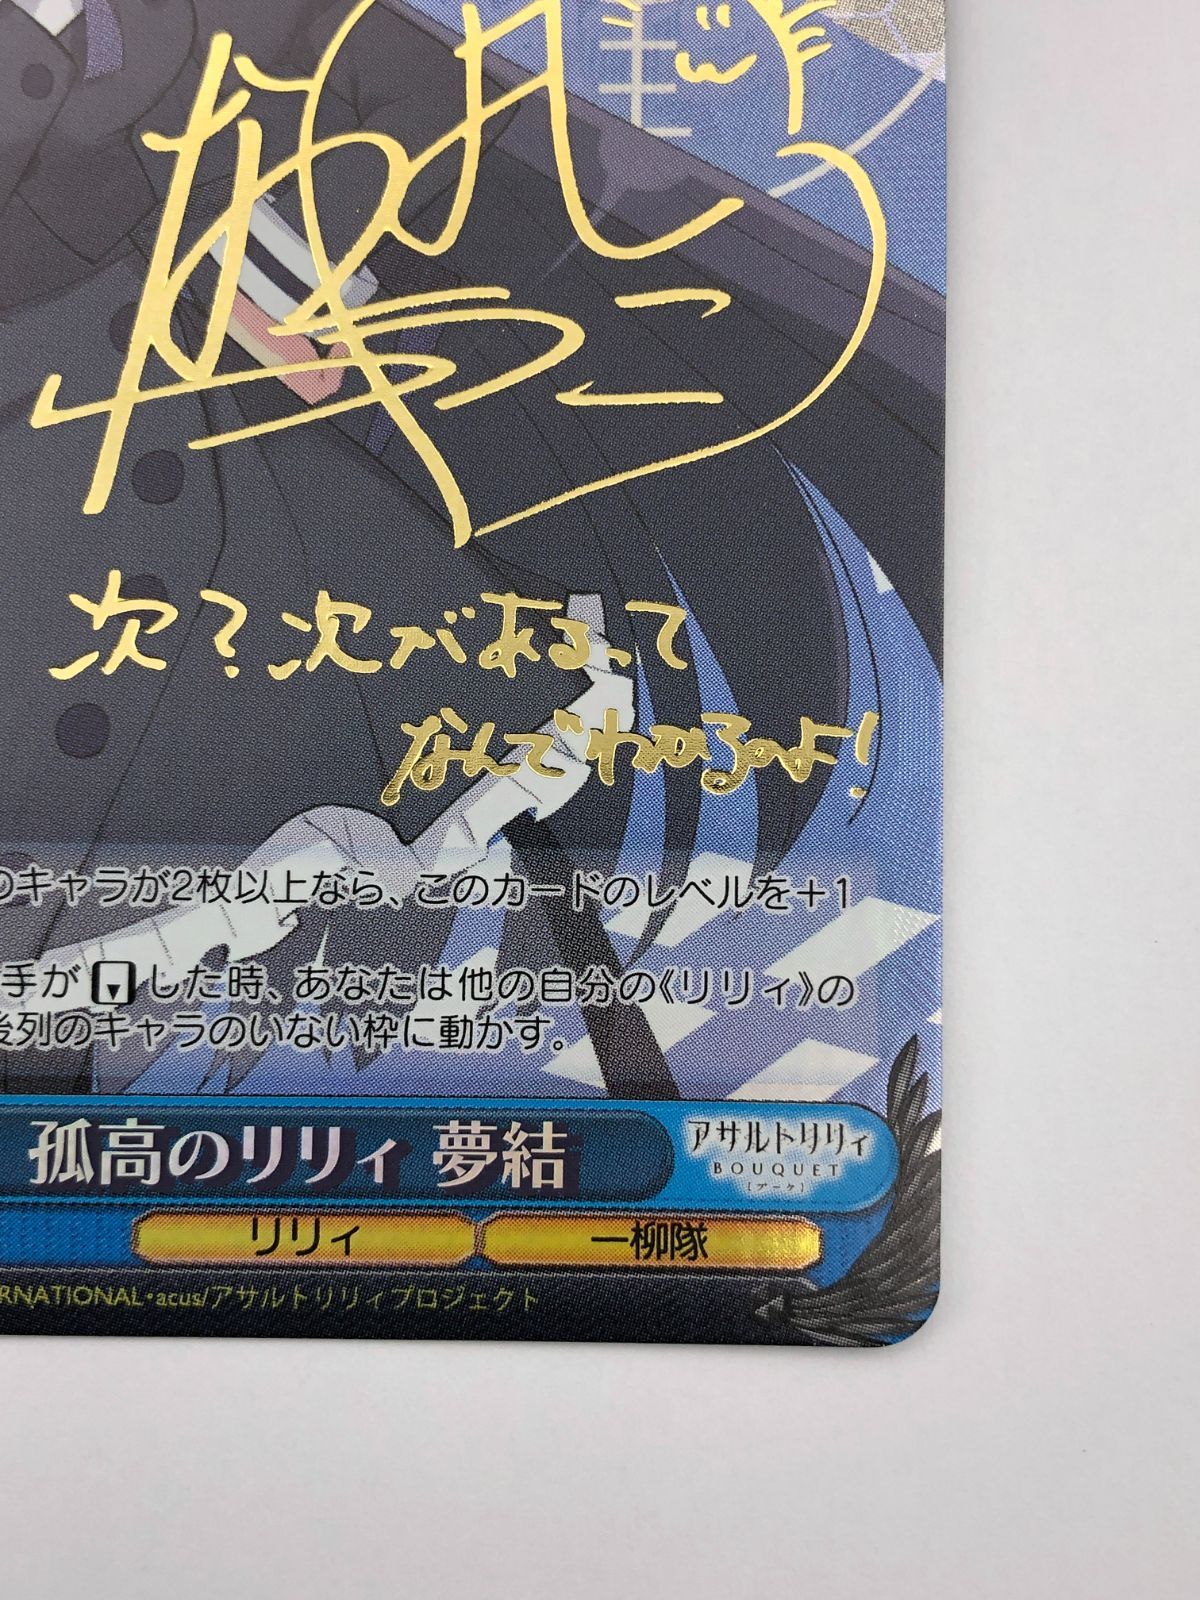 次?次があるって
なんでわかるのよ!
のキャラが2枚以上なら、このカードのレベルを+1
手が
した時、あなたは他の自分の《リリィ》の
後列のキャラのいない枠に動かす。
孤高のリリィ 夢結
アサルトリリィ
BOUQUET
[ブーケ]
リリィ
一柳隊
RNATIONAL・acus/アサルトリリィプロジェクト